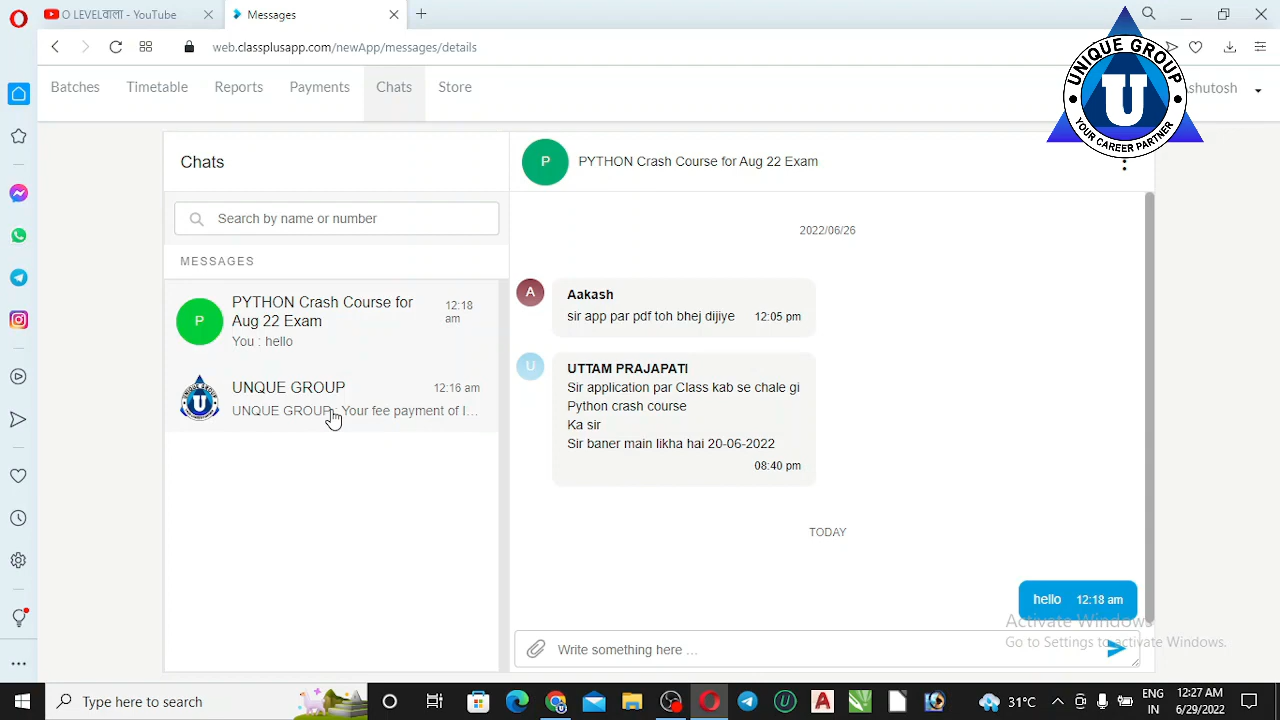 O LEVELवाला - YouTube
Messages
web.classplusapp.com/newApp/messages/details
Batches Timetable Reports Payments Chats Store
shutosh
UNIQUE GROUP
U
YOUR CAREER PARTNER
Chats
P
PYTHON Crash Course for Aug 22 Exam
Search by name or number
2022/06/26
MESSAGES
P
PYTHON Crash Course for
Aug 22 Exam
12:18
am
You : hello
U
UNQUE GROUP 12:16 am
UNQUE GROUP: Your fee payment of I...
A
Aakash
sir app par pdf toh bhej dijiye 12:05 pm
U
UTTAM PRAJAPATI
Sir application par Class kab se chale gi
Python crash course
Ka sir
Sir baner main likha hai 20-06-2022
08:40 pm
TODAY
hello 12:18 am
Activate Windows
Go to Settings to activate Windows.
Write something here ...
Type here to search
31°C
ENG
IN
12:27 AM
6/29/2022